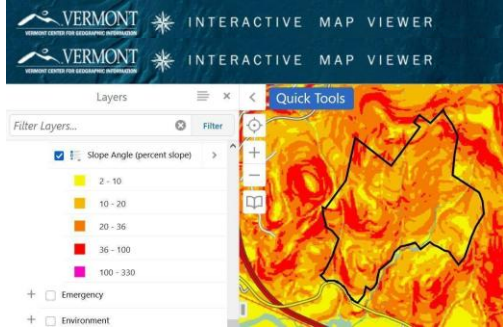 VERMONT
VERMONT CENTER FOR GEOGRAPHIC INFORMATION
INTERACTIVE MAP VIEWER
VERMONT
VERMONT CENTER FOR GEOGRAPHIC INFORMATION
INTERACTIVE MAP VIEWER
Layers
Quick Tools
Filter Layers...
Filter
Slope Angle (percent slope)
2 - 10
10 - 20
20 - 36
36 - 100
100 - 330
Emergency
Environment